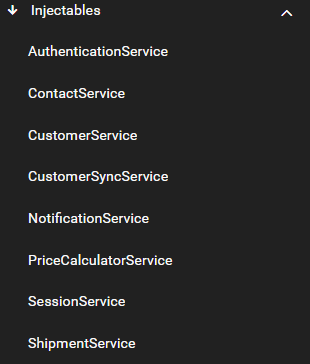 Injectables
AuthenticationService
ContactService
CustomerService
CustomerSyncService
NotificationService
PriceCalculatorService
SessionService
ShipmentService